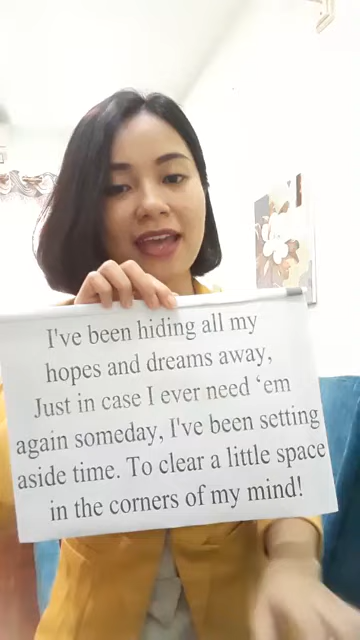 I've been hiding all my
hopes and dreams away,
Just in case I ever need ‘em
again someday, I've been setting
aside time. To clear a little space
in the corners of my mind!